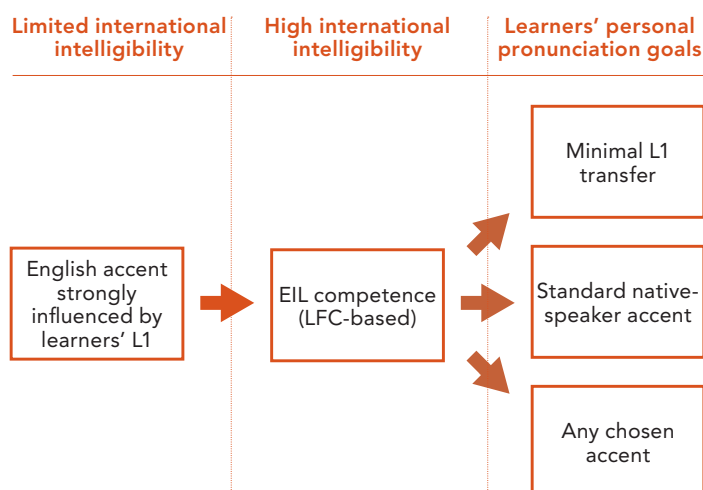 Limited international
intelligibility
High international
intelligibility
Learners’ personal
pronunciation goals
English accent
strongly
influenced by
learners’ L1
EIL competence
(LFC-based)
Minimal L1
transfer
Standard native-
speaker accent
Any chosen
accent